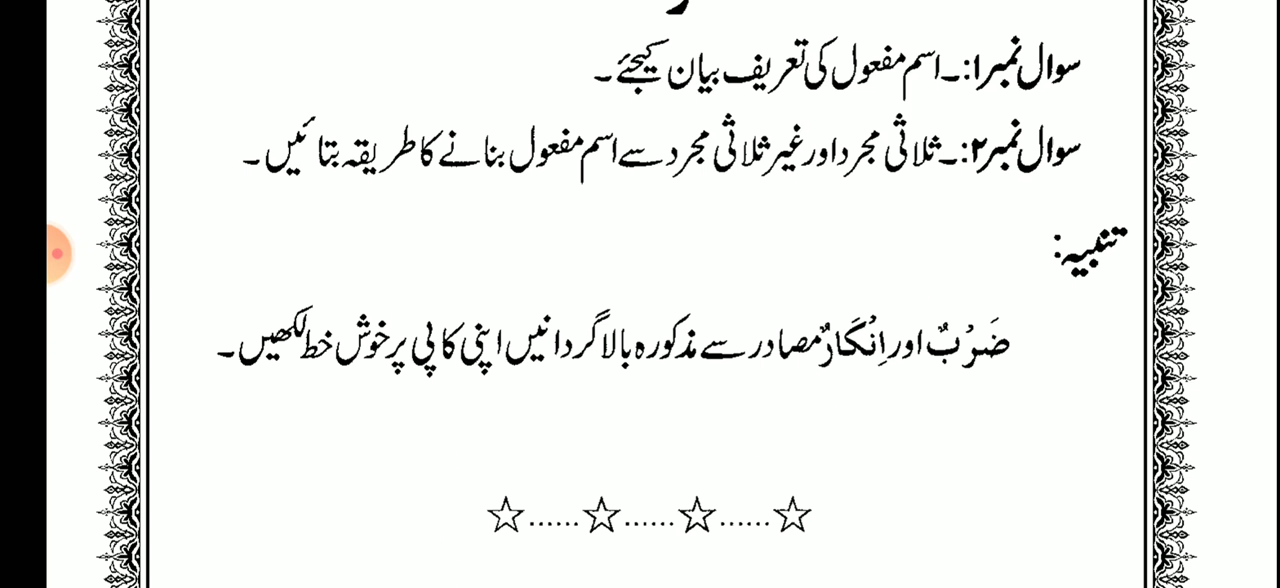 سوال نمبر۱:۔اسم مفعول کی تعریف بیان کیجئے۔
سوال نمبر۲:۔ثلاثی مجرد اور غیر ثلاثی مجرد سے اسم مفعول بنانے کا طریقہ بتائیں۔
تنبیہ:
ضَرْبٌ اور اِنْكَارٌ مصادر سے مذکورہ بالا گردانیں اپنی کاپی پر خوش خط لکھیں۔
☆......☆......☆......☆